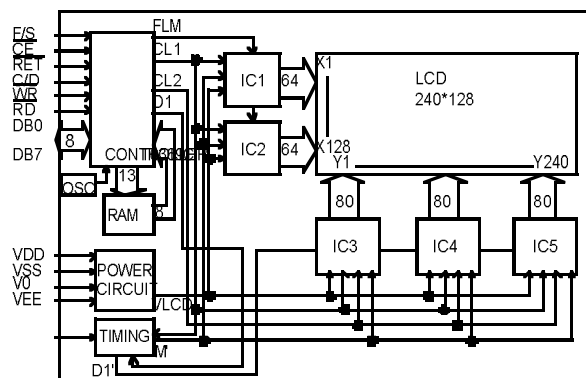 F/S
CE
RET
C/D
WR
RD
DB0
8
DB7
FLM
CL1
CL2
D1
13
OSC
RAM
8
IC1
64
IC2
64
X1
LCD
240*128
X128
Y1
Y240
80
80
80
IC3
IC4
IC5
VDD
VSS
V0
VEE
POWER
CIRCUIT
VLCD
TIMING
M
D1'